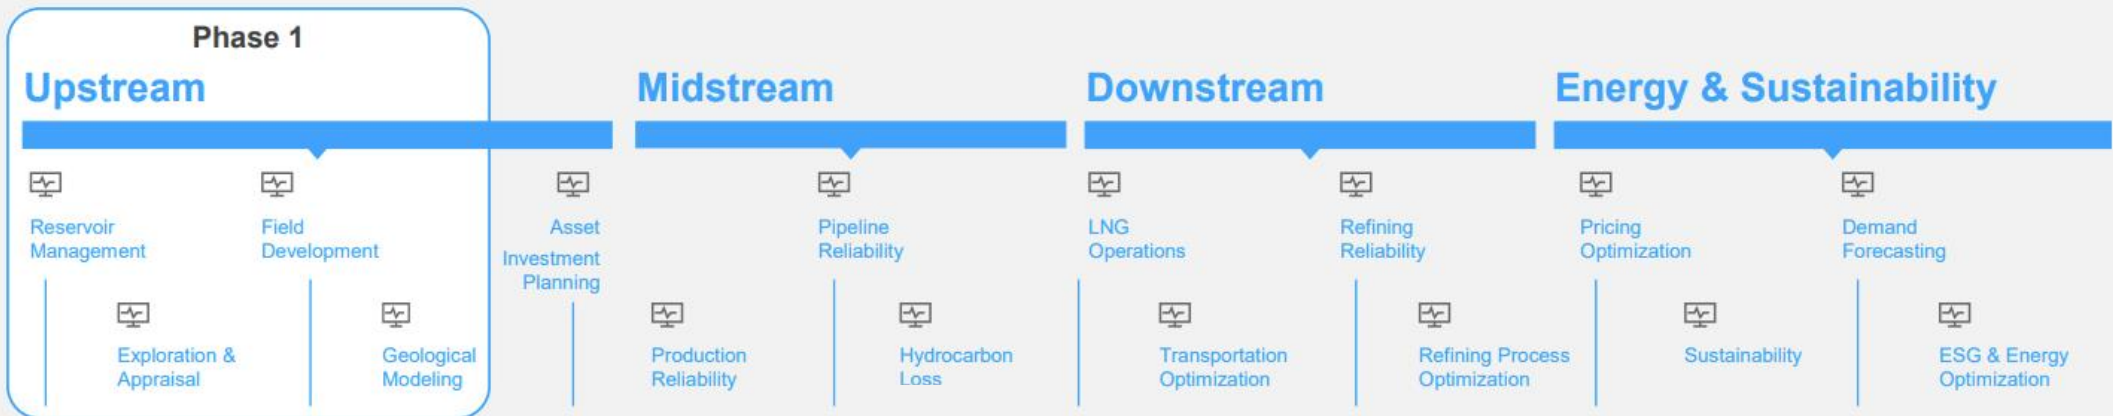 Phase 1
Upstream
Midstream
Downstream
Energy & Sustainability
Reservoir
Management
Field
Development
Asset
Investment
Planning
Pipeline
Reliability
LNG
Operations
Refining
Reliability
Pricing
Optimization
Demand
Forecasting
Exploration &
Appraisal
Geological
Modeling
Production
Reliability
Hydrocarbon
Loss
Transportation
Optimization
Refining Process
Optimization
Sustainability
ESG & Energy
Optimization